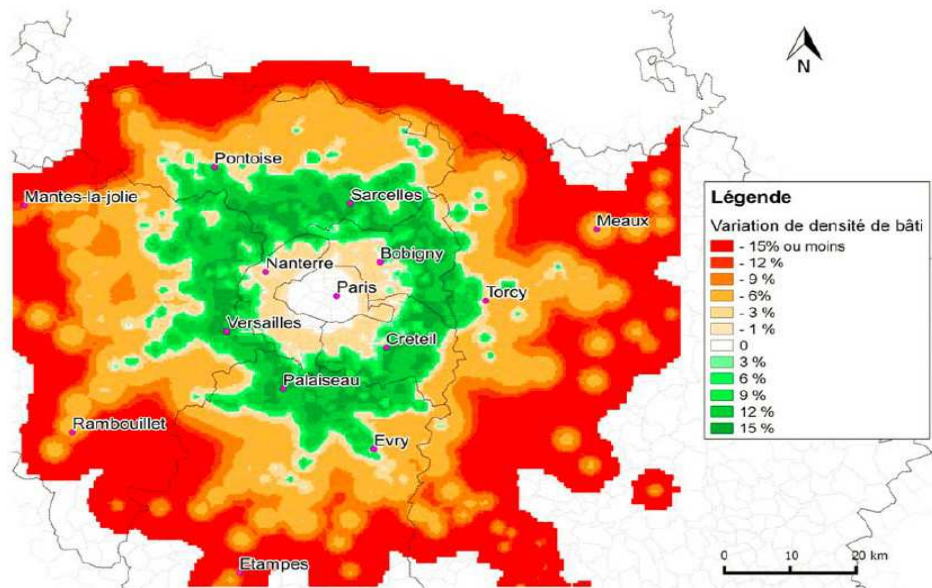 N
Pontoise
Mantes-la-jolie
Sarcelles
Meaux
Nanterre
Bobigny
Paris
Torcy
Versailles
Creteil
Palaiseau
Rambouillet
Evry
Etampes
Légende
Variation de densité de bâti
- 15% ou moins
- 12 %
- 9 %
- 6%
- 3 %
- 1 %
0
3 %
6 %
9 %
12 %
15 %
0 10 20 km